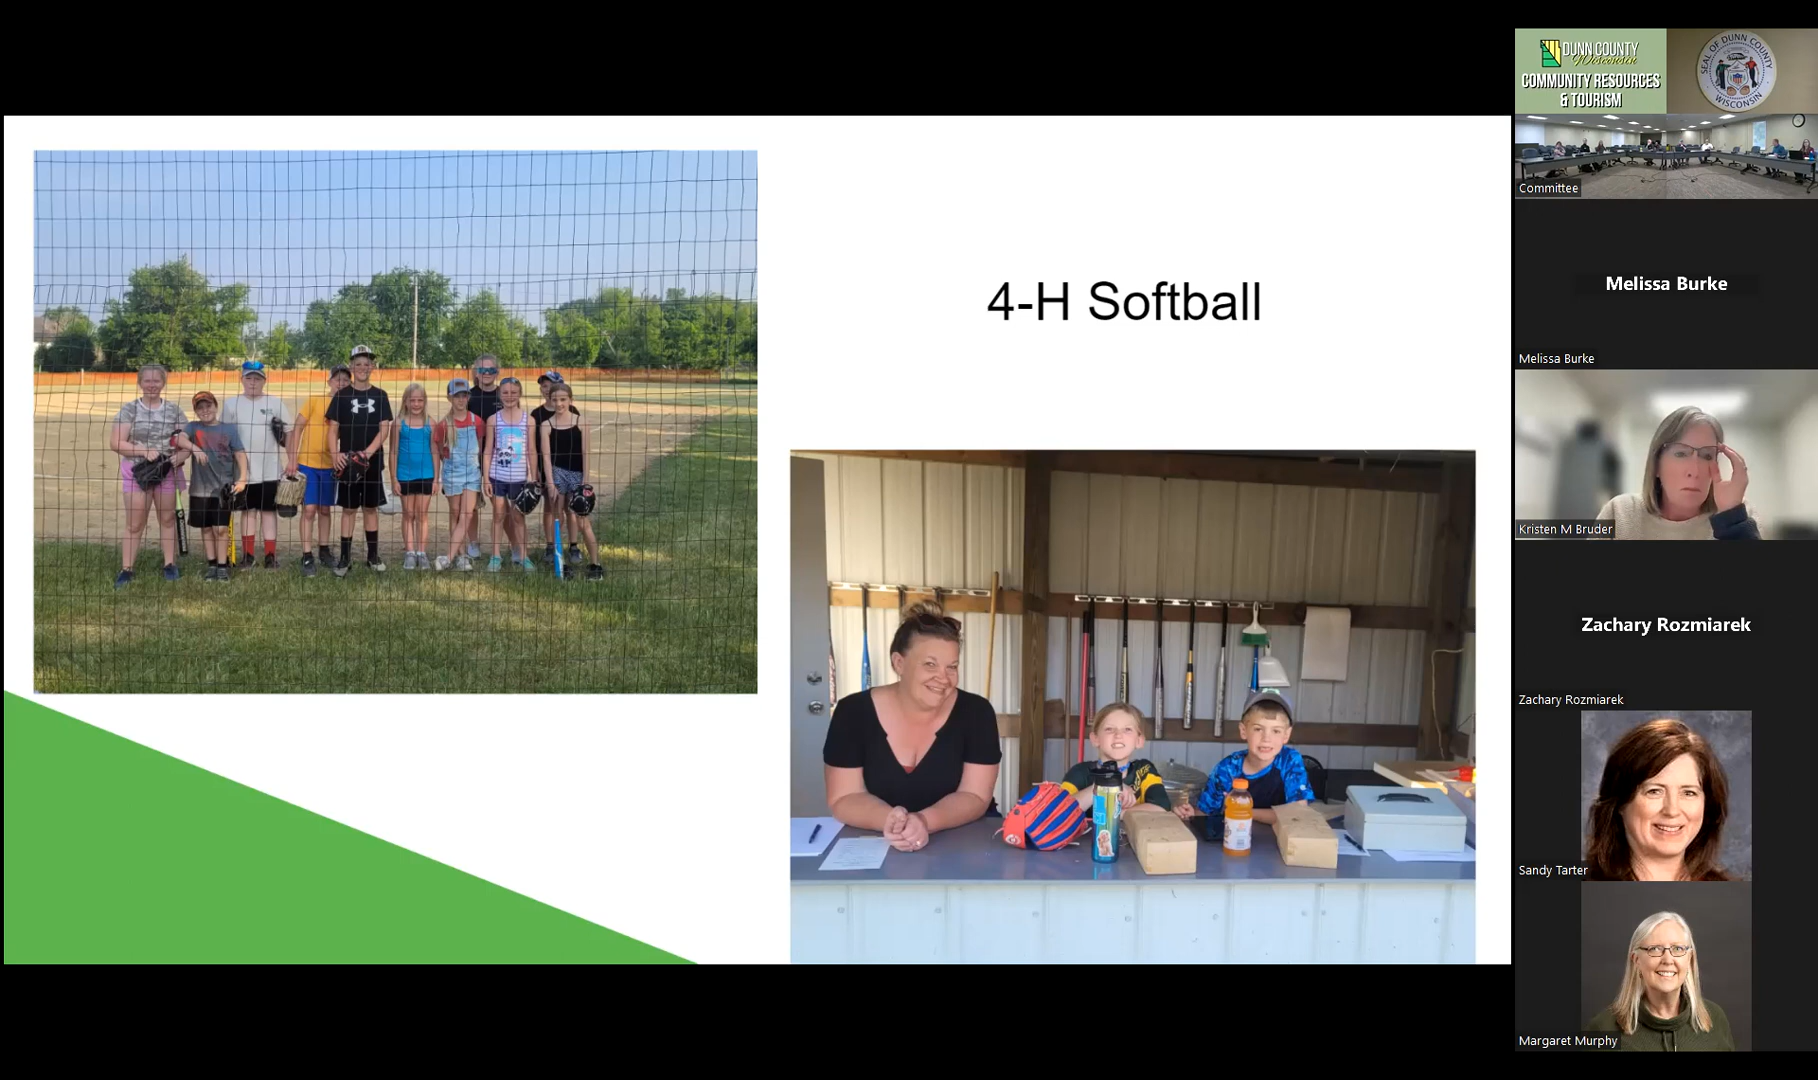 4-H Softball
DUNN COUNTY
Wisconsin
COMMUNITY RESOURCES
& TOURISM
SEAL OF DUNN COUNTY
WISCONSIN
Committee
Melissa Burke
Melissa Burke
Kristen M Bruder
Zachary Rozmiarek
Zachary Rozmiarek
Sandy Tarter
Margaret Murphy